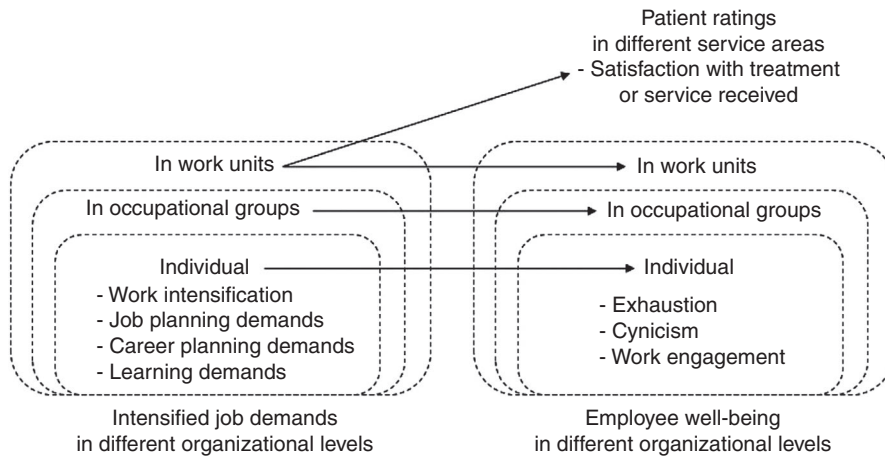 Patient ratings
in different service areas
- Satisfaction with treatment
or service received
In work units
In occupational groups
Individual
- Work intensification
- Job planning demands
- Career planning demands
- Learning demands
Intensified job demands
in different organizational levels
In work units
In occupational groups
Individual
- Exhaustion
- Cynicism
- Work engagement
Employee well-being
in different organizational levels